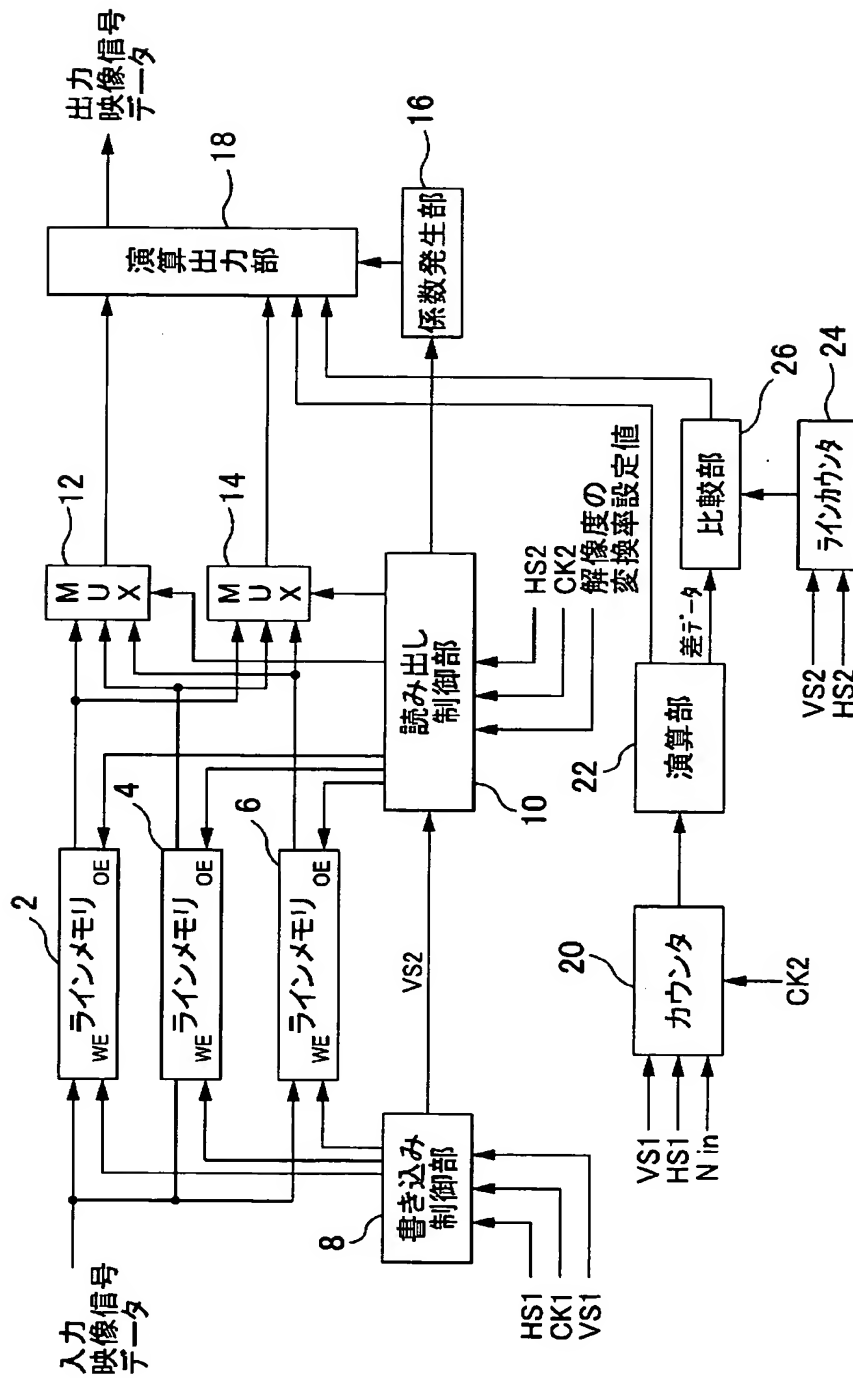 入力
映像信号
データ
2
WE
ラインメモリ
OE
4
WE
ラインメモリ
OE
6
WE
ラインメモリ
OE
8
書き込み
制御部
HS1
CK1
VS1
VS2
12
MUX
14
MUX
読み出し
制御部
10
HS2
CK2
解像度の
変換率設定値
18
演算出力部
出力
映像信号
データ
16
係数発生部
VS1
HS1
N in
20
カウンタ
CK2
22
演算部
差データ
26
比較部
24
ラインカウンタ
VS2
HS2